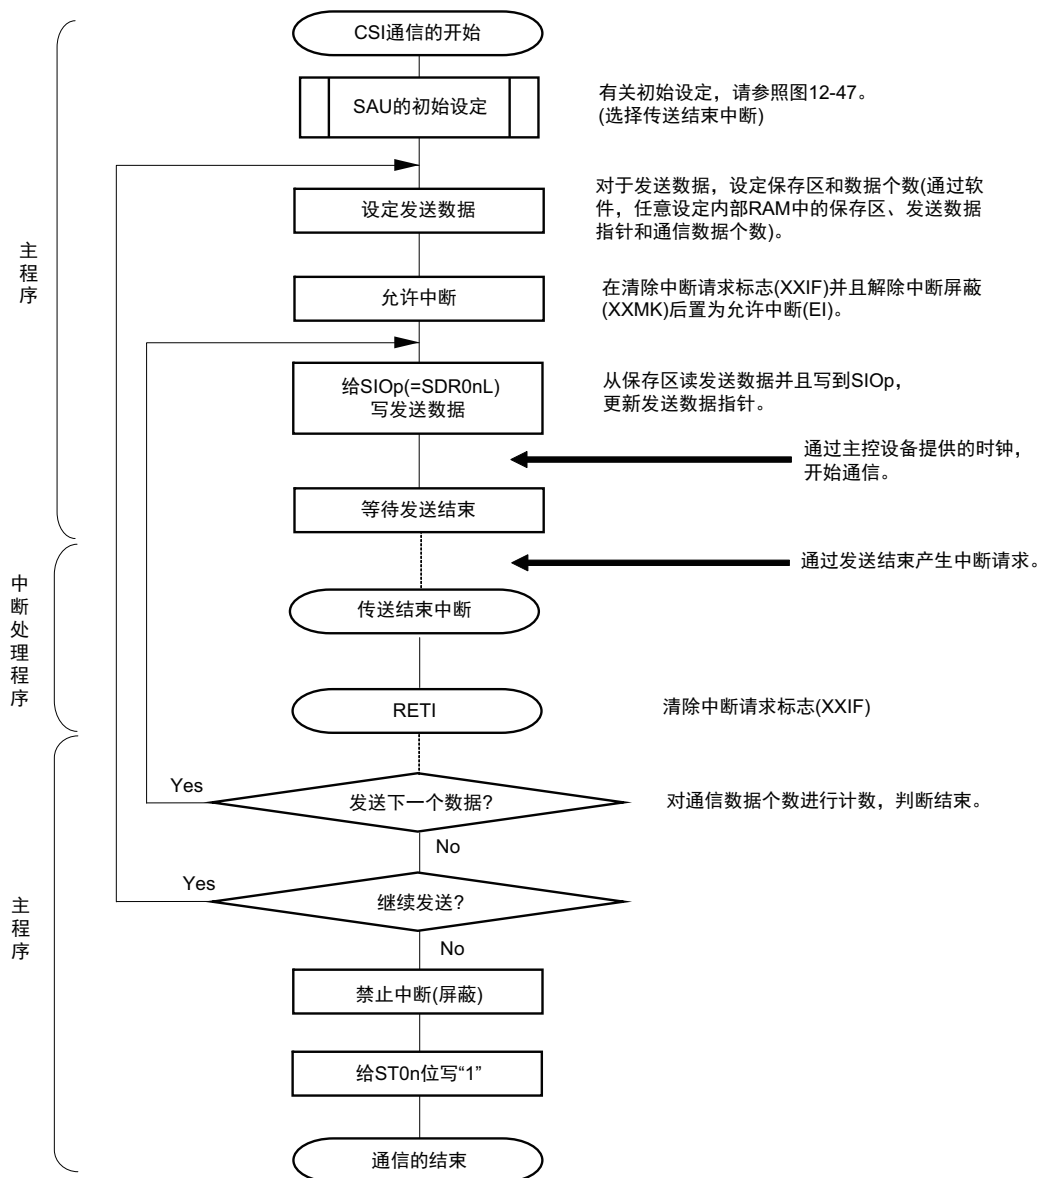 CSI通信的开始
SAU的初始设定
有关初始设定，请参照图12-47。
(选择传送结束中断)
设定发送数据
对于发送数据，设定保存区和数据个数(通过软
件，任意设定内部RAM中的保存区、发送数据
指针和通信数据个数)。
主程序
允许中断
在清除中断请求标志(XXIF)并且解除中断屏蔽
(XXMK)后置为允许中断(EI)。
给SIOp(=SDR0nL)
写发送数据
从保存区读发送数据并且写到SIOp，
更新发送数据指针。
通过主控设备提供的时钟，
开始通信。
等待发送结束
通过发送结束产生中断请求。
中断处理程序
传送结束中断
RETI
清除中断请求标志(XXIF)
Yes
发送下一个数据?
对通信数据个数进行计数，判断结束。
No
Yes
继续发送?
主程序
No
禁止中断(屏蔽)
给ST0n位写“1”
通信的结束